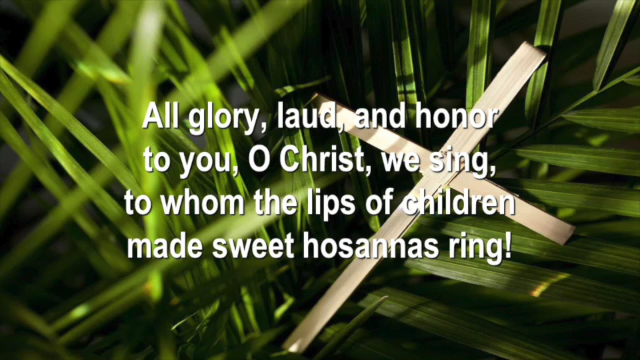 All glory, laud, and honor
to you, O Christ, we sing,
to whom the lips of children
made sweet hosannas ring!